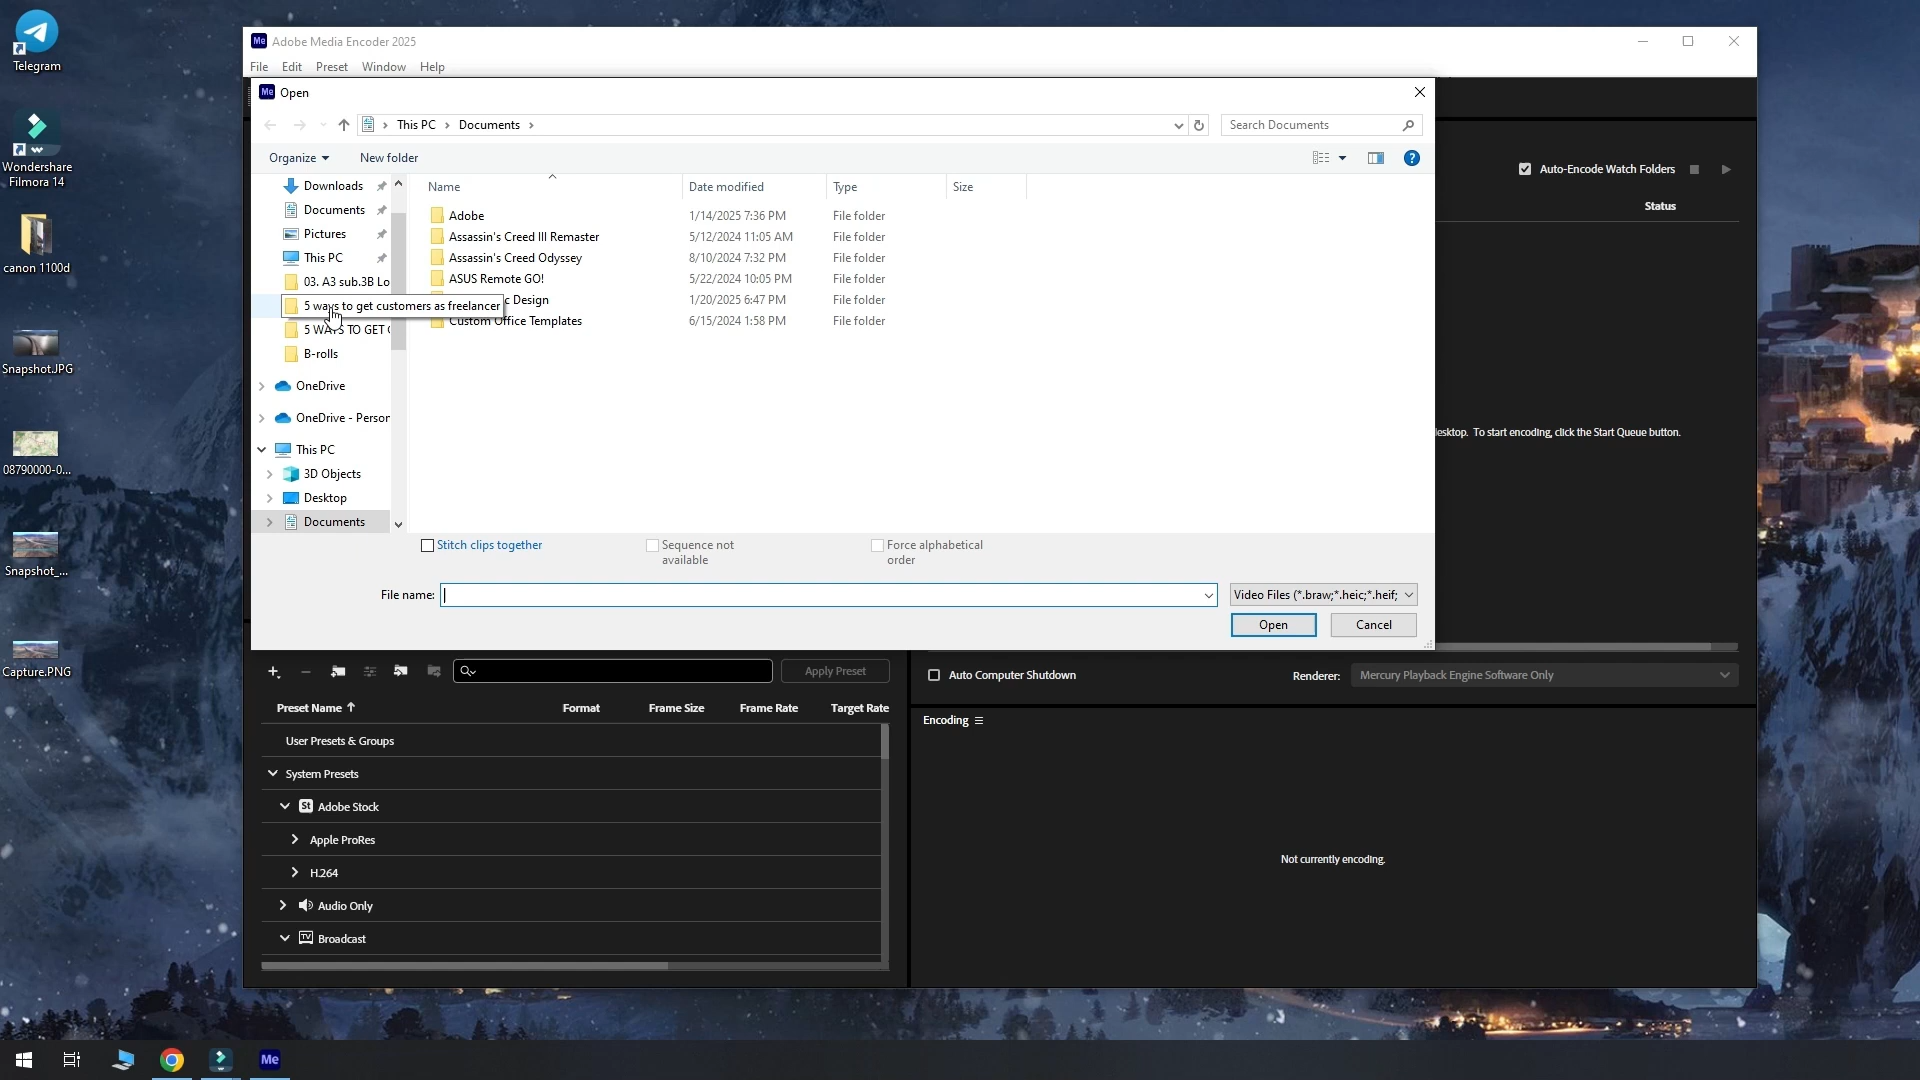 Telegram
Wondershare
Filmora 14
canon 1100d
Snapshot.JPG
08790000-0...
Snapshot_...
Capture.PNG
Me Adobe Media Encoder 2025
File Edit Preset Window Help
Me Open
This PC > Documents >
Search Documents
Organize New folder
Name Date modified Type Size
Downloads
Documents
Pictures
This PC
03. A3 sub.3B Lo
5 ways to get customers as freelancer
5 WAYS TO GET
B-rolls
OneDrive
OneDrive - Person
This PC
3D Objects
Desktop
Documents
Adobe 1/14/2025 7:36 PM File folder
Assassin's Creed III Remaster 5/12/2024 11:05 AM File folder
Assassin's Creed Odyssey 8/10/2024 7:32 PM File folder
ASUS Remote GO! 5/22/2024 10:05 PM File folder
c Design 1/20/2025 6:47 PM File folder
Custom Office Templates 6/15/2024 1:58 PM File folder
Stitch clips together
Sequence not
available
Force alphabetical
order
File name:
Video Files (*.braw;*.heic;*.heif;
Open Cancel
Auto-Encode Watch Folders
Status
desktop. To start encoding, click the Start Queue button.
Apply Preset
Preset Name Format Frame Size Frame Rate Target Rate
User Presets & Groups
System Presets
St Adobe Stock
Apple ProRes
H.264
Audio Only
TV Broadcast
Auto Computer Shutdown
Renderer: Mercury Playback Engine Software Only
Encoding
Not currently encoding.
Me